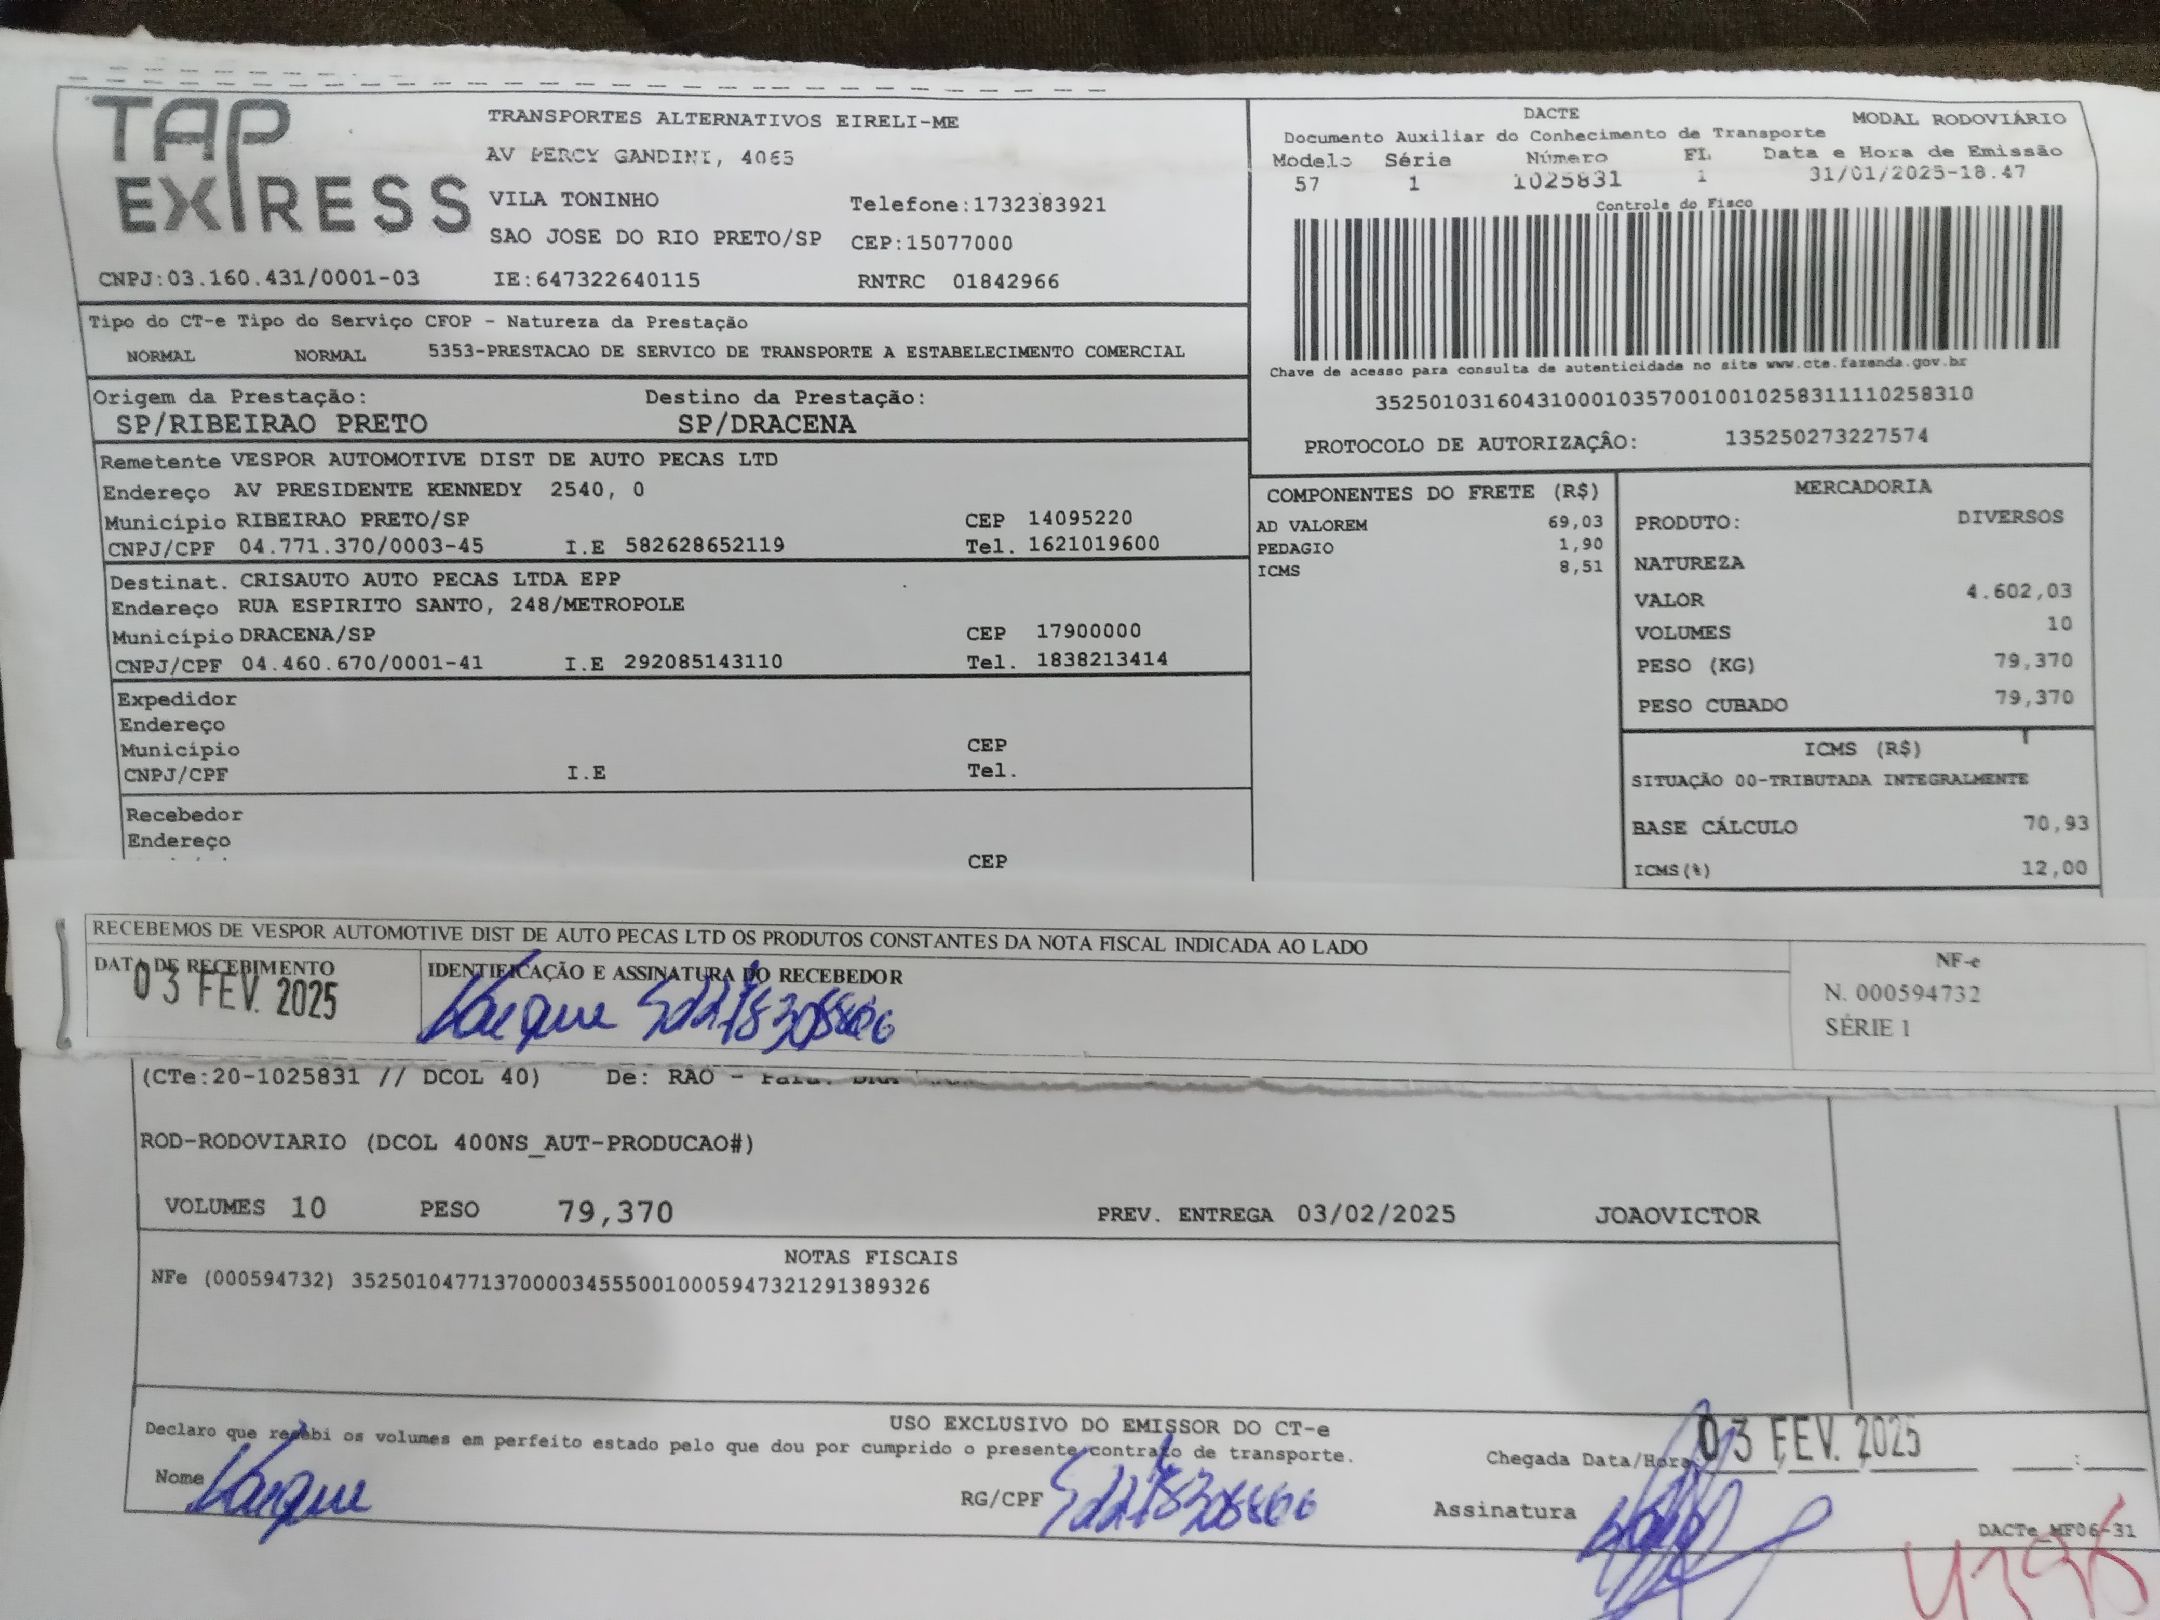 TAP EXPRESS
TRANSPORTES ALTERNATIVOS EIRELI-ME
AV PERCY GANDINI, 4065
VILA TONINHO Telefone:1732383921
SAO JOSE DO RIO PRETO/SP CEP:15077000
CNPJ:03.160.431/0001-03 IE:647322640115 RNTRC 01842966
DACTE MODAL RODOVIÁRIO
Documento Auxiliar do Conhecimento de Transporte
Modelo Série Número FL Data e Hora de Emissão
57 1 1025831 1 31/01/2025-18.47
Controle do Fisco
Chave de acesso para consulta de autenticidade no site www.cte.fazenda.gov.br
35250103160431000103570010010258311110258310
PROTOCOLO DE AUTORIZAÇÂO: 135250273227574
Tipo do CT-e Tipo do Serviço CFOP - Natureza da Prestação
NORMAL NORMAL 5353-PRESTACAO DE SERVICO DE TRANSPORTE A ESTABELECIMENTO COMERCIAL
Origem da Prestação: Destino da Prestação:
SP/RIBEIRAO PRETO SP/DRACENA
Remetente VESPOR AUTOMOTIVE DIST DE AUTO PECAS LTD
Endereço AV PRESIDENTE KENNEDY 2540, 0
Município RIBEIRAO PRETO/SP CEP 14095220
CNPJ/CPF 04.771.370/0003-45 I.E 582628652119 Tel. 1621019600
Destinat. CRISAUTO AUTO PECAS LTDA EPP
Endereço RUA ESPIRITO SANTO, 248/METROPOLE
Município DRACENA/SP CEP 17900000
CNPJ/CPF 04.460.670/0001-41 I.E 292085143110 Tel. 1838213414
Expedidor
Endereço
Município CEP
CNPJ/CPF I.E Tel.
Recebedor
Endereço
CEP
COMPONENTES DO FRETE (R$)
AD VALOREM 69,03
PEDAGIO 1,90
ICMS 8,51
MERCADORIA
PRODUTO: DIVERSOS
NATUREZA
VALOR 4.602,03
VOLUMES 10
PESO (KG) 79,370
PESO CUBADO 79,370
ICMS (R$)
SITUAÇÃO 00-TRIBUTADA INTEGRALMENTE
BASE CÁLCULO 70,93
ICMS(%) 12,00
RECEBEMOS DE VESPOR AUTOMOTIVE DIST DE AUTO PECAS LTD OS PRODUTOS CONSTANTES DA NOTA FISCAL INDICADA AO LADO
DATA DE RECEBIMENTO IDENTIFICAÇÃO E ASSINATURA DO RECEBEDOR
03 FEV. 2025
NF-e
N. 000594732
SÉRIE 1
(CTe:20-1025831 // DCOL 40) De: RAO -
ROD-RODOVIARIO (DCOL 400NS_AUT-PRODUCAO#)
VOLUMES 10 PESO 79,370 PREV. ENTREGA 03/02/2025 JOAOVICTOR
NOTAS FISCAIS
NFe (000594732) 35250104771370000345550010005947321291389326
USO EXCLUSIVO DO EMISSOR DO CT-e
Declaro que recebi os volumes em perfeito estado pelo que dou por cumprido o presente contrato de transporte.
Chegada Data/Hora 03 FEV. 2025
Nome RG/CPF Assinatura
DACTe MF06-31